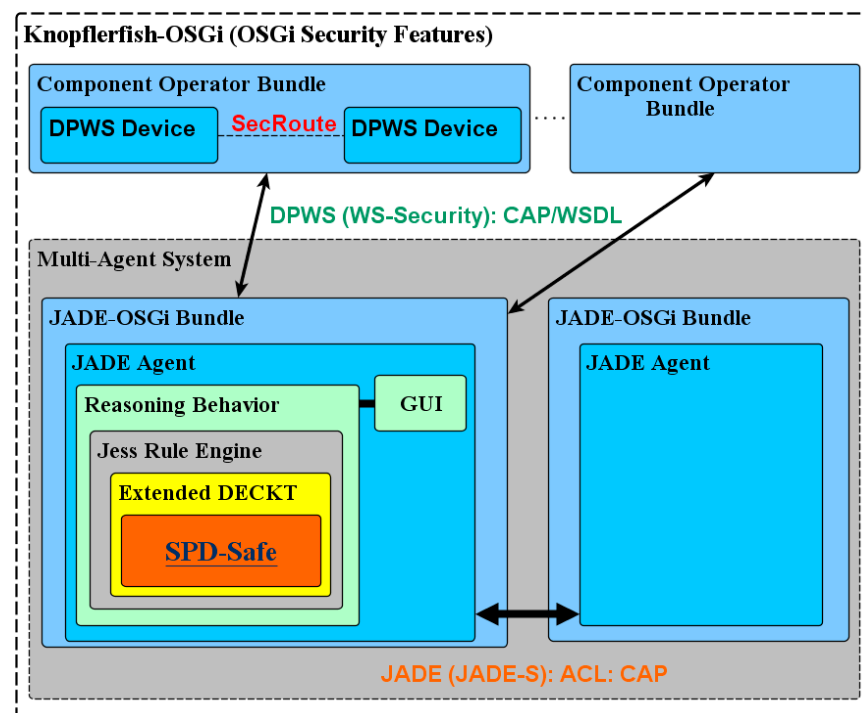 Knopflerfish-OSGi (OSGi Security Features)
Component Operator Bundle
DPWS Device
SecRoute
DPWS Device
Component Operator
Bundle
DPWS (WS-Security): CAP/WSDL
Multi-Agent System
JADE-OSGi Bundle
JADE Agent
Reasoning Behavior
GUI
Jess Rule Engine
Extended DECKT
SPD-Safe
JADE-OSGi Bundle
JADE Agent
JADE (JADE-S): ACL: CAP